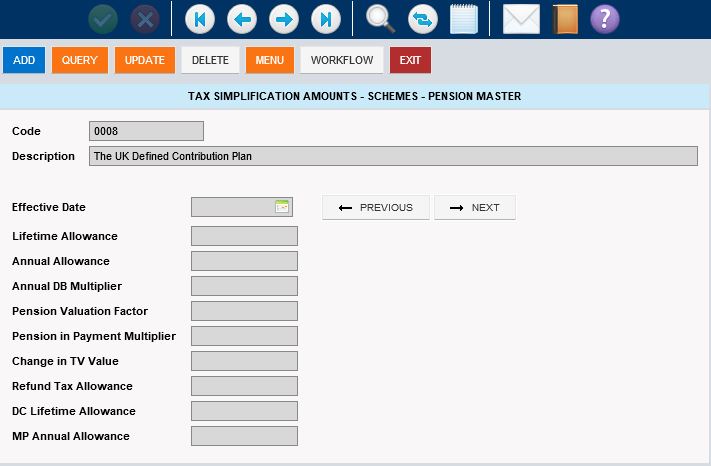 ADD QUERY UPDATE DELETE MENU WORKFLOW EXIT
TAX SIMPLIFICATION AMOUNTS - SCHEMES - PENSION MASTER
Code 0008
Description The UK Defined Contribution Plan
Effective Date ← PREVIOUS → NEXT
Lifetime Allowance
Annual Allowance
Annual DB Multiplier
Pension Valuation Factor
Pension in Payment Multiplier
Change in TV Value
Refund Tax Allowance
DC Lifetime Allowance
MP Annual Allowance